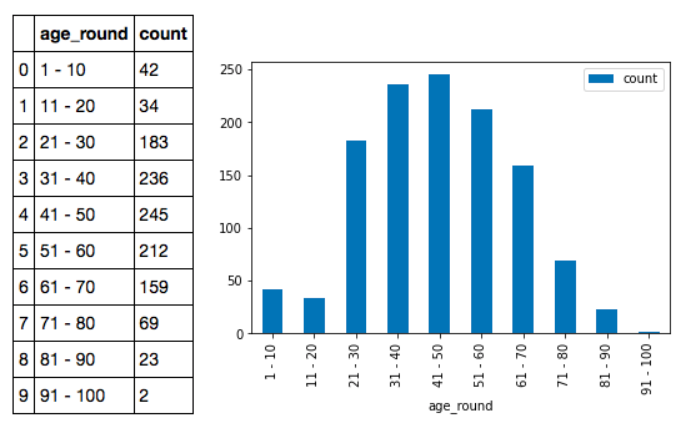 age_round count
0 1 - 10 42
1 11 - 20 34
2 21 - 30 183
3 31 - 40 236
4 41 - 50 245
5 51 - 60 212
6 61 - 70 159
7 71 - 80 69
8 81 - 90 23
9 91 - 100 2
count
250
200
150
100
50
0
1 - 10
11 - 20
21 - 30
31 - 40
41 - 50
51 - 60
61 - 70
71 - 80
81 - 90
91 - 100
age_round